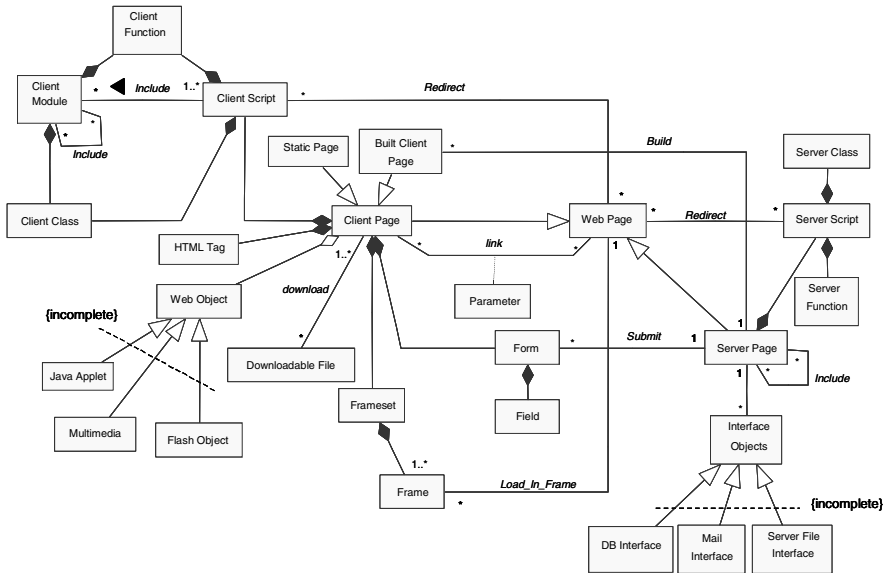 Client
Function
Client
Module
*
Include
1..*
Client Script
*
Redirect
*
*
Include
Static Page
Built Client
Page
*
Build
Server Class
Client Class
Client Page
Web Page
*
*
Redirect
*
Server Script
HTML Tag
1..*
*
link
*
1
download
Web Object
Parameter
Server
Function
{incomplete}
*
Downloadable File
Form
*
Submit
1
1
Server Page
*
*
Include
1
Java Applet
Multimedia
Flash Object
Frameset
Field
*
Interface
Objects
1..*
Frame
*
Load_In_Frame
{incomplete}
DB Interface
Mail
Interface
Server File
Interface